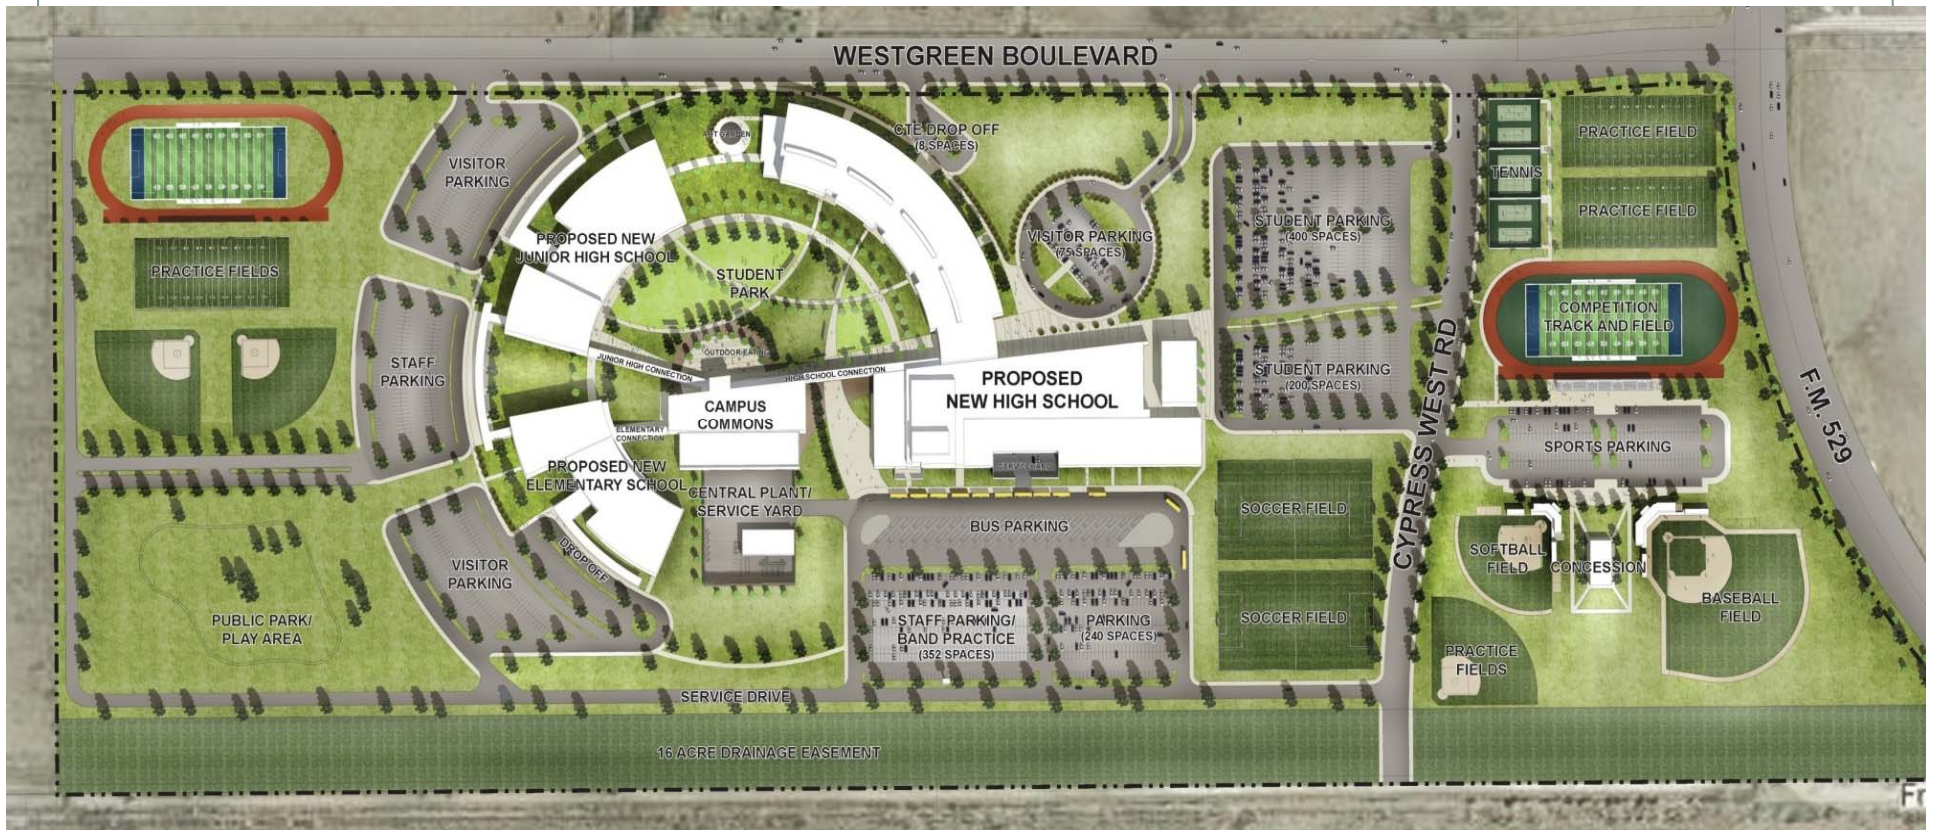 WESTGREEN BOULEVARD
ART GARDEN
CTE DROP OFF
(8 SPACES)
VISITOR
PARKING
PRACTICE FIELD
TENNIS
PRACTICE FIELD
STUDENT PARKING
(400 SPACES)
VISITOR PARKING
(75 SPACES)
PROPOSED NEW
JUNIOR HIGH SCHOOL
STUDENT
PARK
PRACTICE FIELDS
COMPETITION
TRACK AND FIELD
OUTDOOR EATING
JUNIOR HIGH CONNECTION
HIGH SCHOOL CONNECTION
STAFF
PARKING
STUDENT PARKING
(200 SPACES)
PROPOSED
NEW HIGH SCHOOL
CAMPUS
COMMONS
CYPRESS WEST RD
F.M. 529
ELEMENTARY
CONNECTION
SPORTS PARKING
PROPOSED NEW
ELEMENTARY SCHOOL
SERVICE YARD
CENTRAL PLANT/
SERVICE YARD
BUS PARKING
SOCCER FIELD
DROP OFF
VISITOR
PARKING
SOFTBALL
FIELD
CONCESSION
BASEBALL
FIELD
PUBLIC PARK/
PLAY AREA
STAFF PARKING/
BAND PRACTICE
(352 SPACES)
PARKING
(240 SPACES)
SOCCER FIELD
PRACTICE
FIELDS
SERVICE DRIVE
16 ACRE DRAINAGE EASEMENT